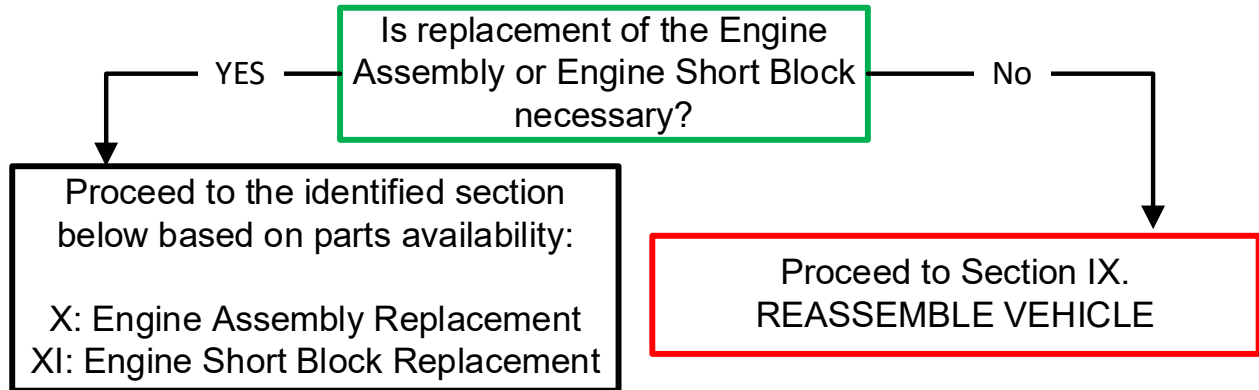 Is replacement of the Engine
Assembly or Engine Short Block
necessary?
YES
No
Proceed to the identified section
below based on parts availability:
X: Engine Assembly Replacement
XI: Engine Short Block Replacement
Proceed to Section IX.
REASSEMBLE VEHICLE